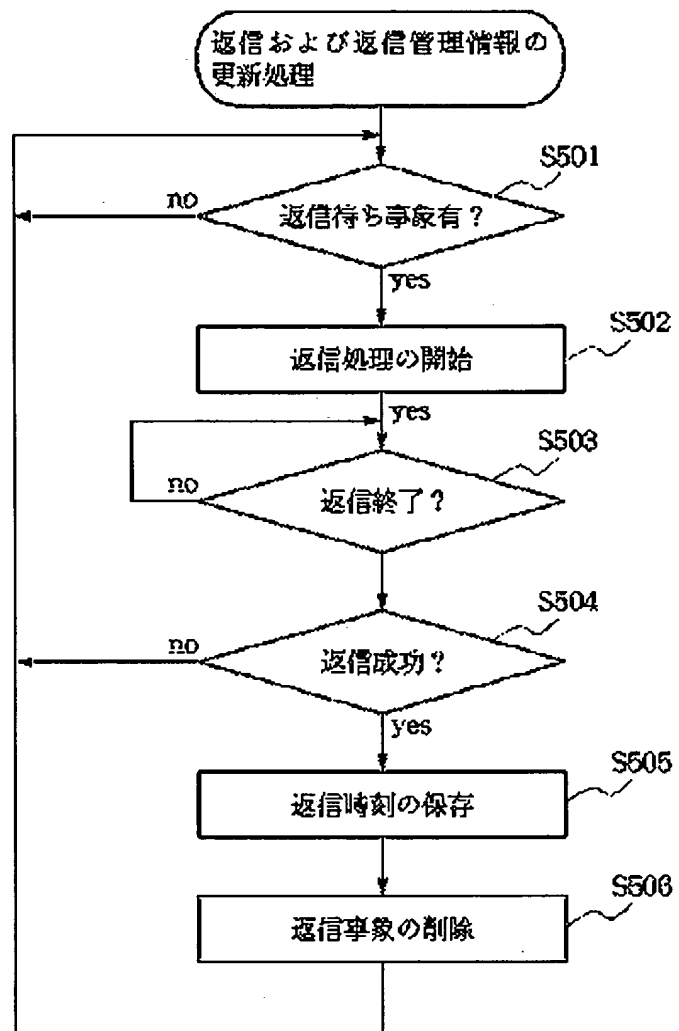 返信および返信管理情報の
更新処理
S501
no
返信待ち事象有？
yes
S502
返信処理の開始
yes
S503
no
返信終了？
S504
no
返信成功？
yes
S505
返信時刻の保存
S506
返信事象の削除